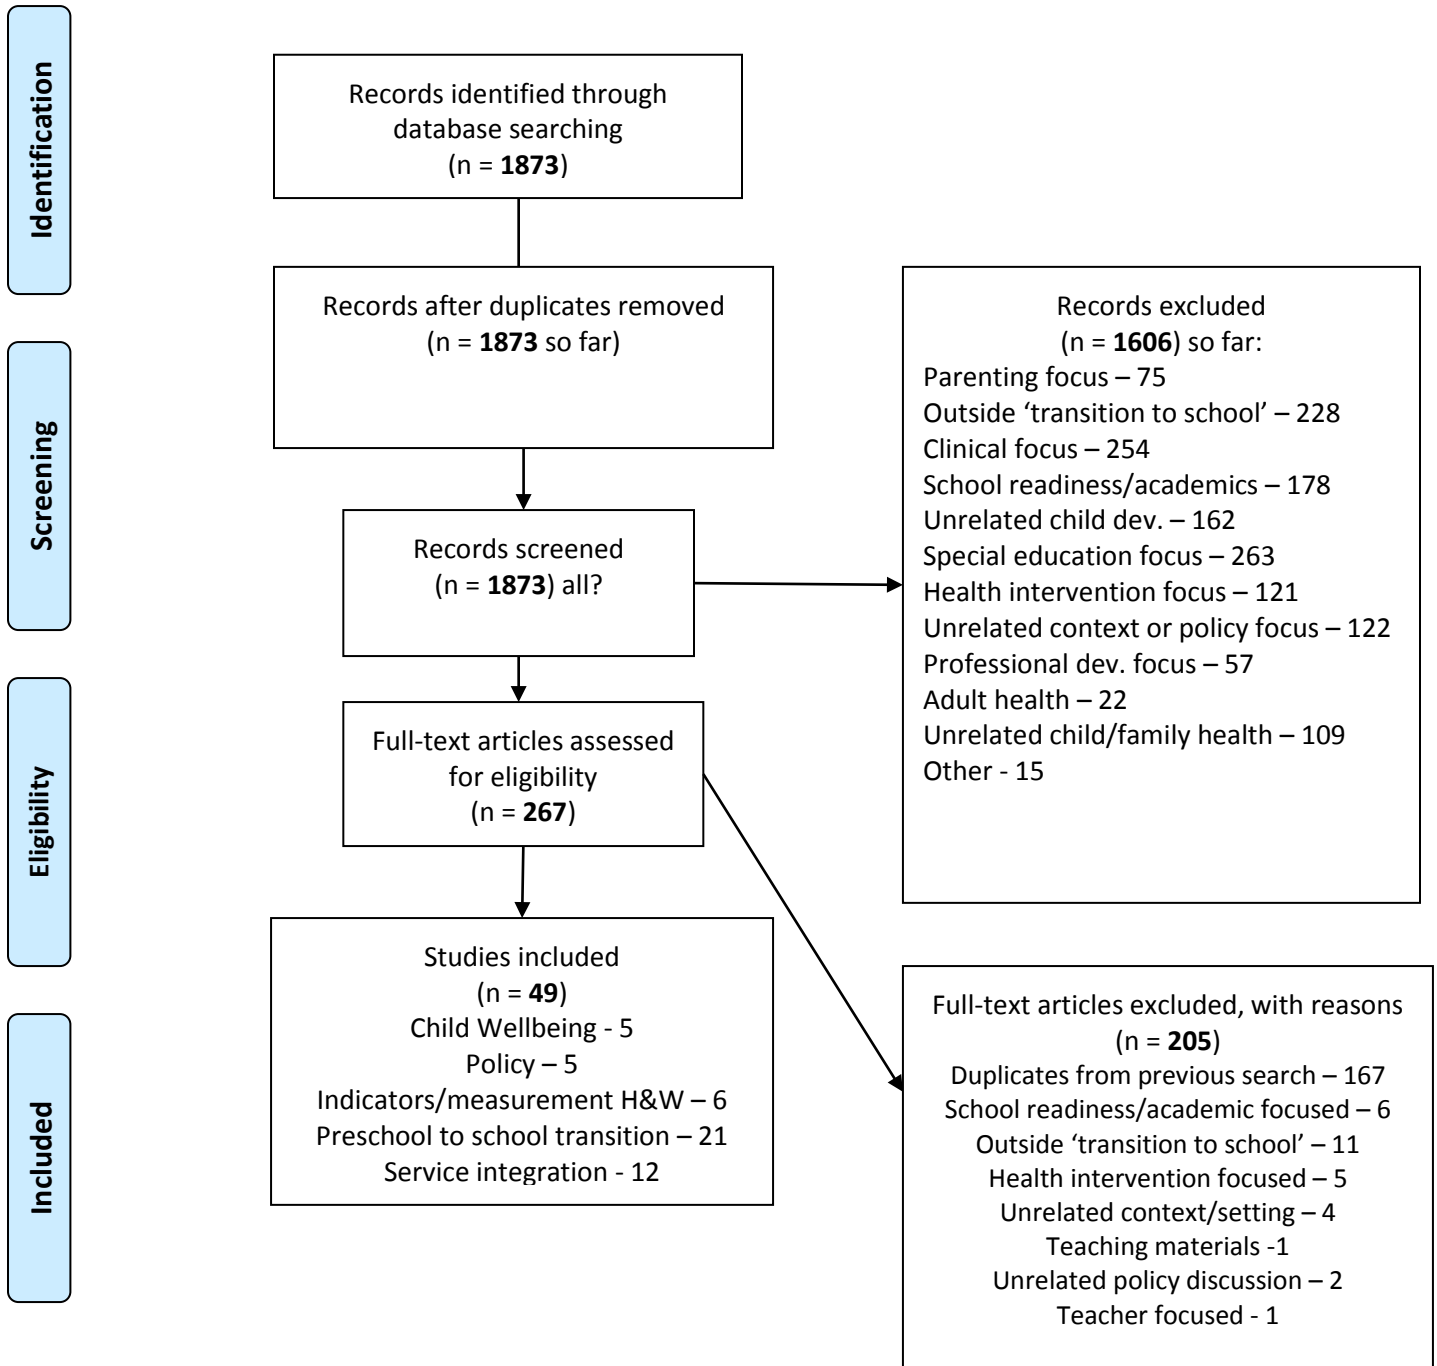 Identification
Records identified through
database searching
(n = 1873)
Records after duplicates removed
(n = 1873 so far)
Screening
Records screened
(n = 1873) all?
Records excluded
(n = 1606) so far:
Parenting focus – 75
Outside ‘transition to school’ – 228
Clinical focus – 254
School readiness/academics – 178
Unrelated child dev. – 162
Special education focus – 263
Health intervention focus – 121
Unrelated context or policy focus – 122
Professional dev. focus – 57
Adult health – 22
Unrelated child/family health – 109
Other - 15
Eligibility
Full-text articles assessed
for eligibility
(n = 267)
Included
Studies included
(n = 49)
Child Wellbeing - 5
Policy – 5
Indicators/measurement H&W – 6
Preschool to school transition – 21
Service integration - 12
Full-text articles excluded, with reasons
(n = 205)
Duplicates from previous search – 167
School readiness/academic focused – 6
Outside ‘transition to school’ – 11
Health intervention focused – 5
Unrelated context/setting – 4
Teaching materials -1
Unrelated policy discussion – 2
Teacher focused - 1